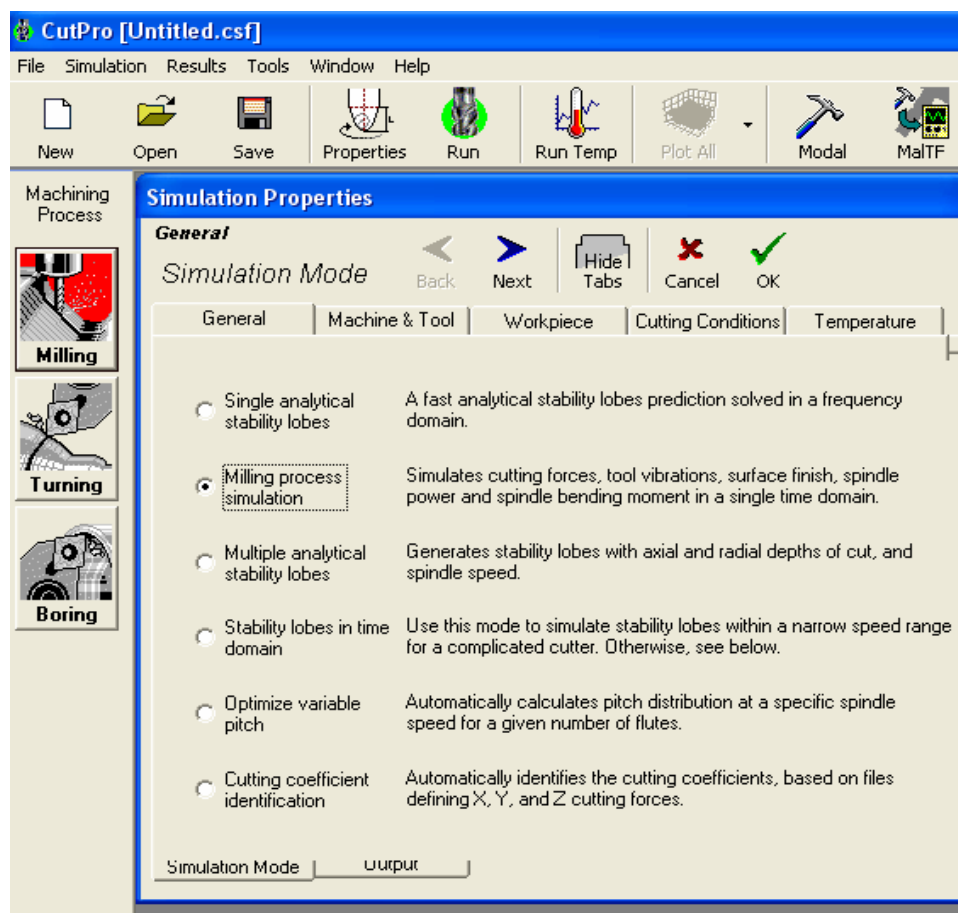 CutPro [Untitled.csf]
File Simulation Results Tools Window Help
New Open Save Properties Run Run Temp Plot All Modal MalTF
Machining
Process
Milling
Turning
Boring
Simulation Properties
General
Simulation Mode
Back Next Hide
Tabs Cancel OK
General Machine & Tool Workpiece Cutting Conditions Temperature
Single analytical
stability lobes
A fast analytical stability lobes prediction solved in a frequency
domain.
Milling process
simulation
Simulates cutting forces, tool vibrations, surface finish, spindle
power and spindle bending moment in a single time domain.
Multiple analytical
stability lobes
Generates stability lobes with axial and radial depths of cut, and
spindle speed.
Stability lobes in time
domain
Use this mode to simulate stability lobes within a narrow speed range
for a complicated cutter. Otherwise, see below.
Optimize variable
pitch
Automatically calculates pitch distribution at a specific spindle
speed for a given number of flutes.
Cutting coefficient
identification
Automatically identifies the cutting coefficients, based on files
defining X, Y, and Z cutting forces.
Simulation Mode Output